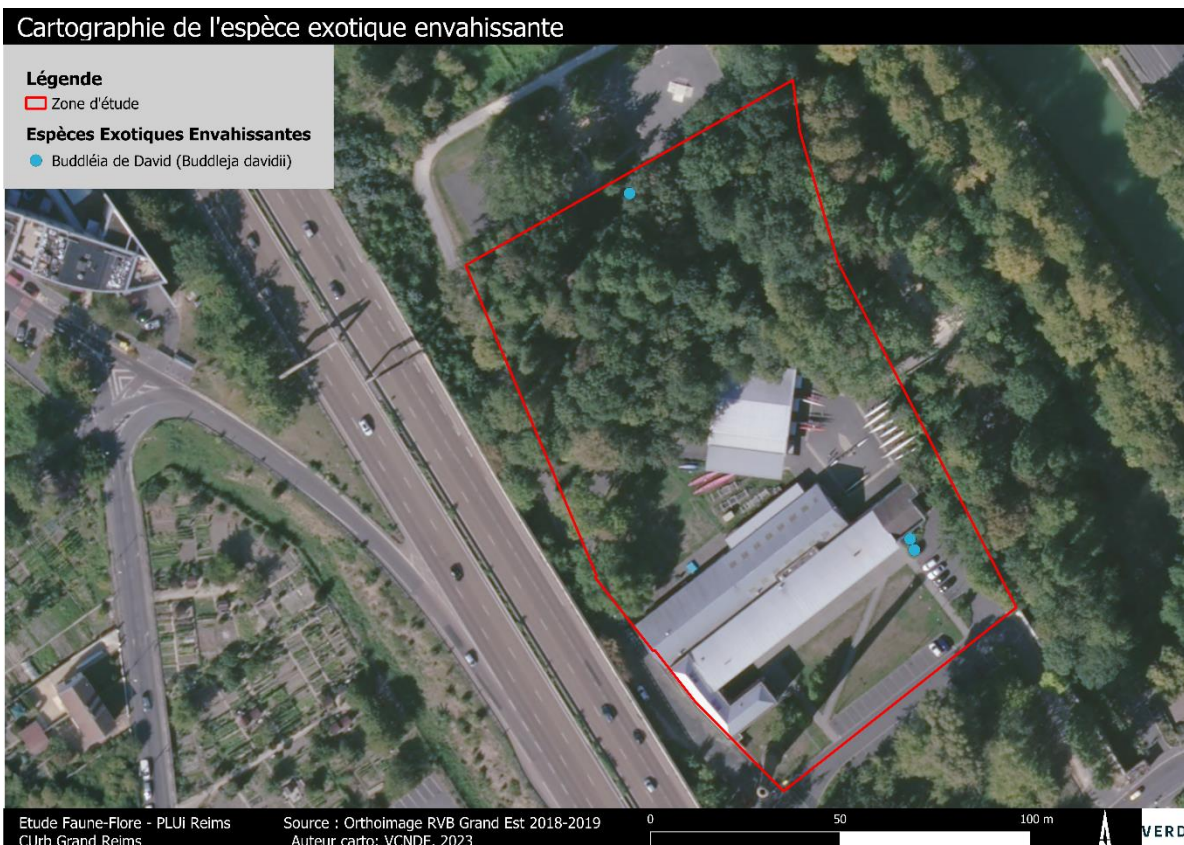 Cartographie de l'espèce exotique envahissante
Légende
Zone d'étude
Espèces Exotiques Envahissantes
Buddléia de David (Buddleja davidii)
Etude Faune-Flore - PLUi Reims
CUrb Grand Reims
Source : Orthoimage RVB Grand Est 2018-2019
Auteur carto: VCNDE, 2023
0 50 100 m
VERD